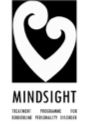 MINDSIGHT
TREATMENT PROGRAMME FOR
BORDERLINE PERSONALITY DISORDER